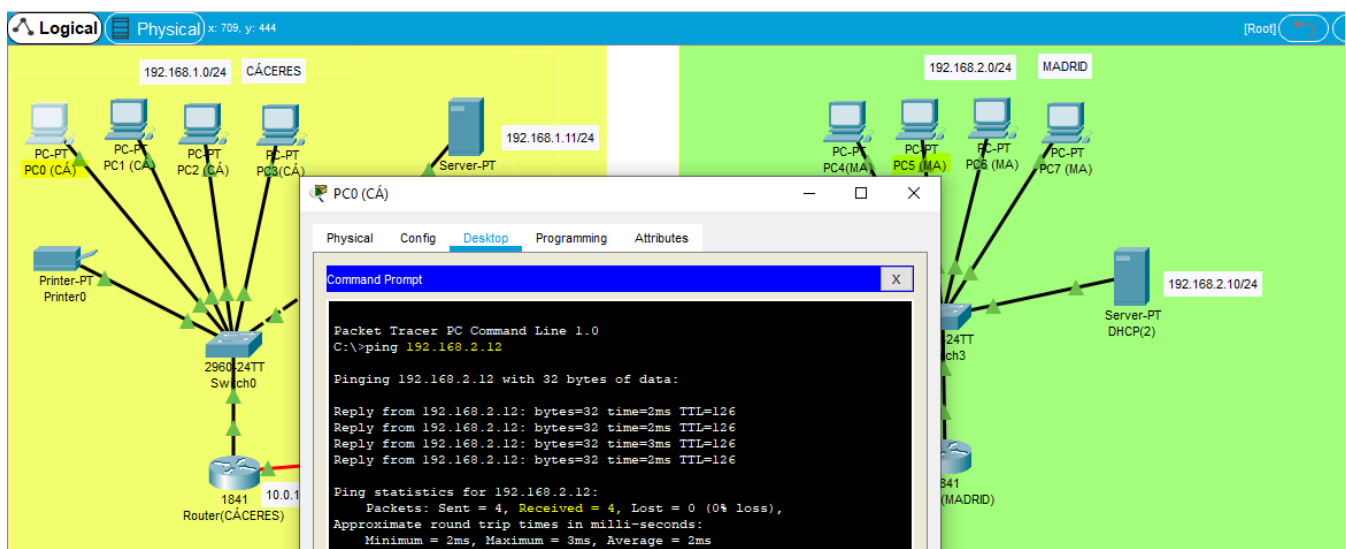 Logical Physical x: 709, y: 444 [Root]
192.168.1.0/24 CÁCERES
192.168.2.0/24 MADRID
192.168.1.11/24
PC-PT
PC0 (CÁ)
PC-PT
PC1 (CÁ)
PC-PT
PC2 (CÁ)
PC-PT
PC3(CÁ)
Server-PT
PC-PT
PC4(MA)
PC-PT
PC5 (MA)
PC-PT
PC6 (MA)
PC-PT
PC7 (MA)
Printer-PT
Printer0
2960-24TT
Switch0
1841
Router(CÁCERES)
10.0.1
PC0 (CÁ)
Physical Config Desktop Programming Attributes
Command Prompt X
Packet Tracer PC Command Line 1.0
C:\>ping 192.168.2.12
Pinging 192.168.2.12 with 32 bytes of data:
Reply from 192.168.2.12: bytes=32 time=2ms TTL=126
Reply from 192.168.2.12: bytes=32 time=2ms TTL=126
Reply from 192.168.2.12: bytes=32 time=3ms TTL=126
Reply from 192.168.2.12: bytes=32 time=2ms TTL=126
Ping statistics for 192.168.2.12:
Packets: Sent = 4, Received = 4, Lost = 0 (0% loss),
Approximate round trip times in milli-seconds:
Minimum = 2ms, Maximum = 3ms, Average = 2ms
192.168.2.10/24
Server-PT
DHCP(2)
-24TT
ch3
841
(MADRID)